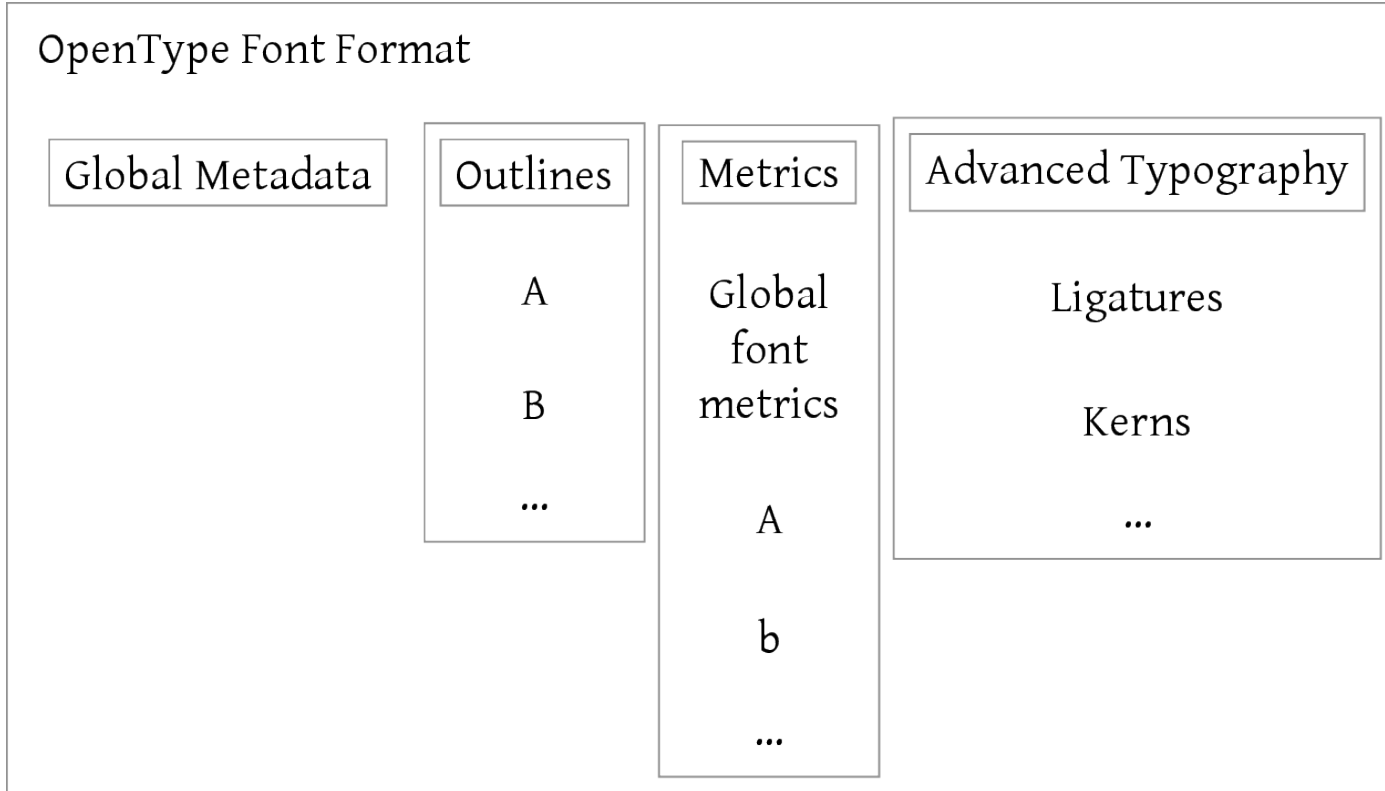 OpenType Font Format
Global Metadata
Outlines
A
B
...
Metrics
Global
font
metrics
A
b
...
Advanced Typography
Ligatures
Kerns
...